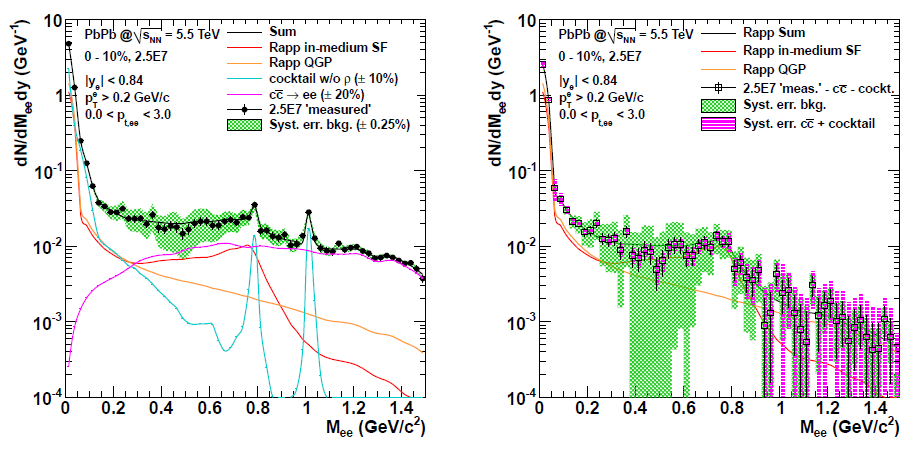 PbPb @√sNN = 5.5 TeV
0 - 10%, 2.5E7
|ye| < 0.84
pTe > 0.2 GeV/c
0.0 < pt,ee < 3.0
Sum
Rapp in-medium SF
Rapp QGP
cocktail w/o ρ (± 10%)
cc̅ → ee (± 20%)
2.5E7 'measured'
Syst. err. bkg. (± 0.25%)
dN/dMeedy (GeV-1)
10
1
10-1
10-2
10-3
10-4
0 0.2 0.4 0.6 0.8 1 1.2 1.4
Mee (GeV/c2)
PbPb @√sNN = 5.5 TeV
0 - 10%, 2.5E7
|ye| < 0.84
pTe > 0.2 GeV/c
0.0 < pt,ee < 3.0
Rapp Sum
Rapp in-medium SF
Rapp QGP
2.5E7 'meas.' - cc̅ - cockt.
Syst. err. bkg.
Syst. err. cc̅ + cocktail
dN/dMeedy (GeV-1)
10
1
10-1
10-2
10-3
10-4
0 0.2 0.4 0.6 0.8 1 1.2 1.4
Mee (GeV/c2)